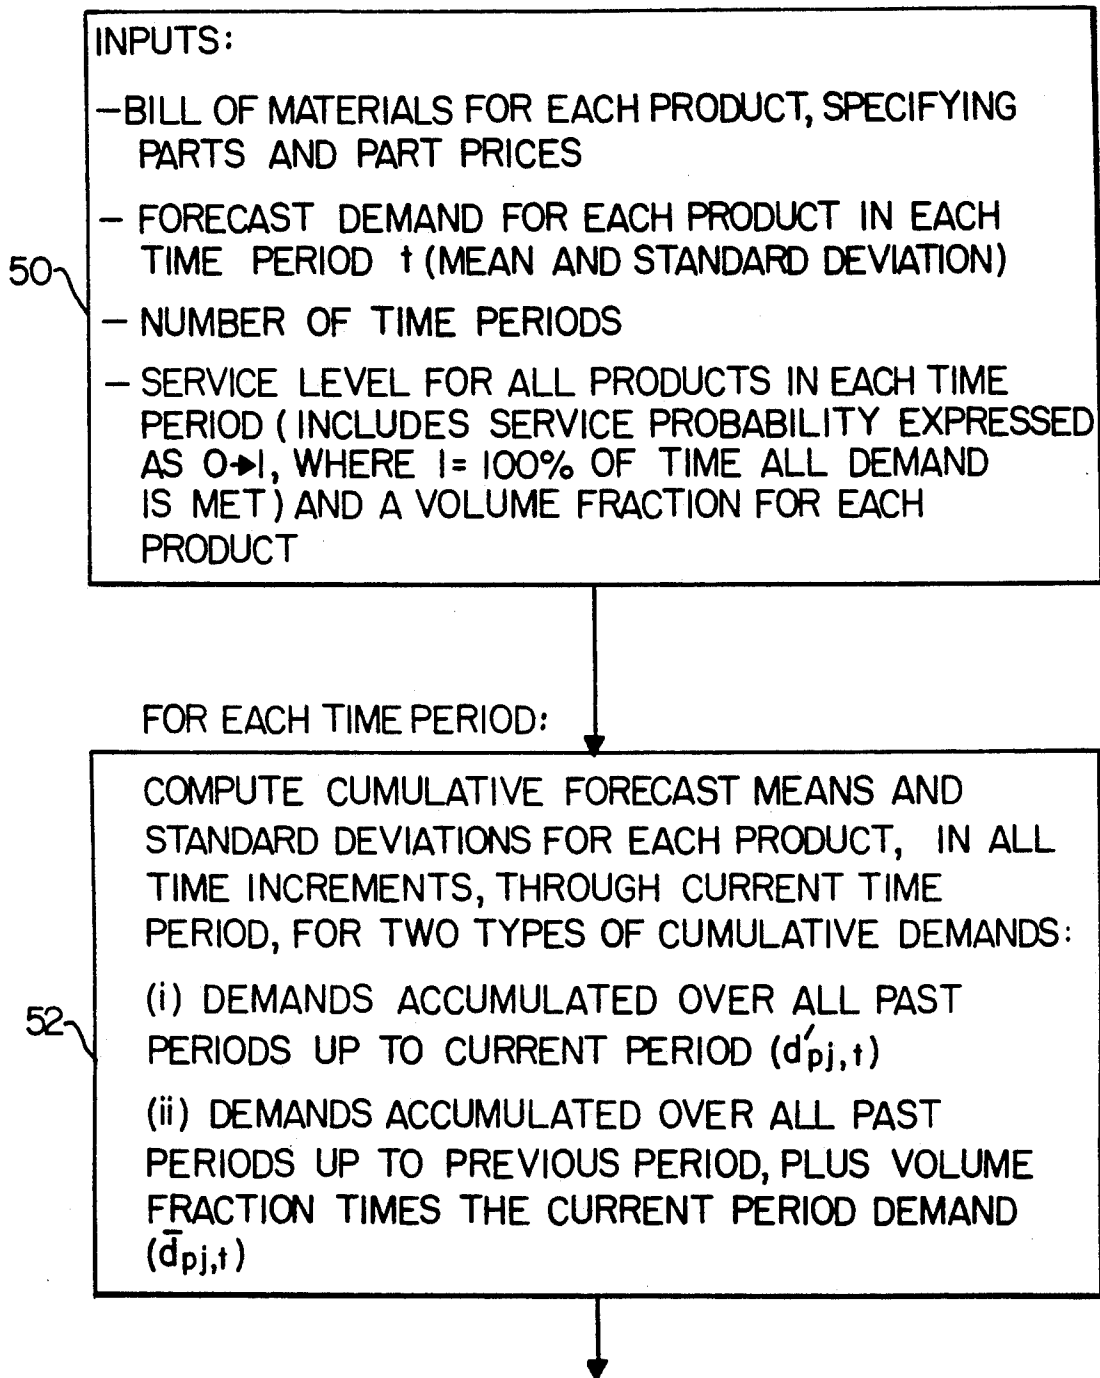 INPUTS:
—BILL OF MATERIALS FOR EACH PRODUCT, SPECIFYING
PARTS AND PART PRICES
— FORECAST DEMAND FOR EACH PRODUCT IN EACH
TIME PERIOD t (MEAN AND STANDARD DEVIATION)
50
— NUMBER OF TIME PERIODS
— SERVICE LEVEL FOR ALL PRODUCTS IN EACH TIME
PERIOD ( INCLUDES SERVICE PROBABILITY EXPRESSED
AS 0→1, WHERE 1 = 100% OF TIME ALL DEMAND
IS MET ) AND A VOLUME FRACTION FOR EACH
PRODUCT
FOR EACH TIME PERIOD:
COMPUTE CUMULATIVE FORECAST MEANS AND
STANDARD DEVIATIONS FOR EACH PRODUCT, IN ALL
TIME INCREMENTS, THROUGH CURRENT TIME
PERIOD, FOR TWO TYPES OF CUMULATIVE DEMANDS:
(i) DEMANDS ACCUMULATED OVER ALL PAST
52
PERIODS UP TO CURRENT PERIOD (d′pj,t)
(ii) DEMANDS ACCUMULATED OVER ALL PAST
PERIODS UP TO PREVIOUS PERIOD, PLUS VOLUME
FRACTION TIMES THE CURRENT PERIOD DEMAND
(d̄pj,t)